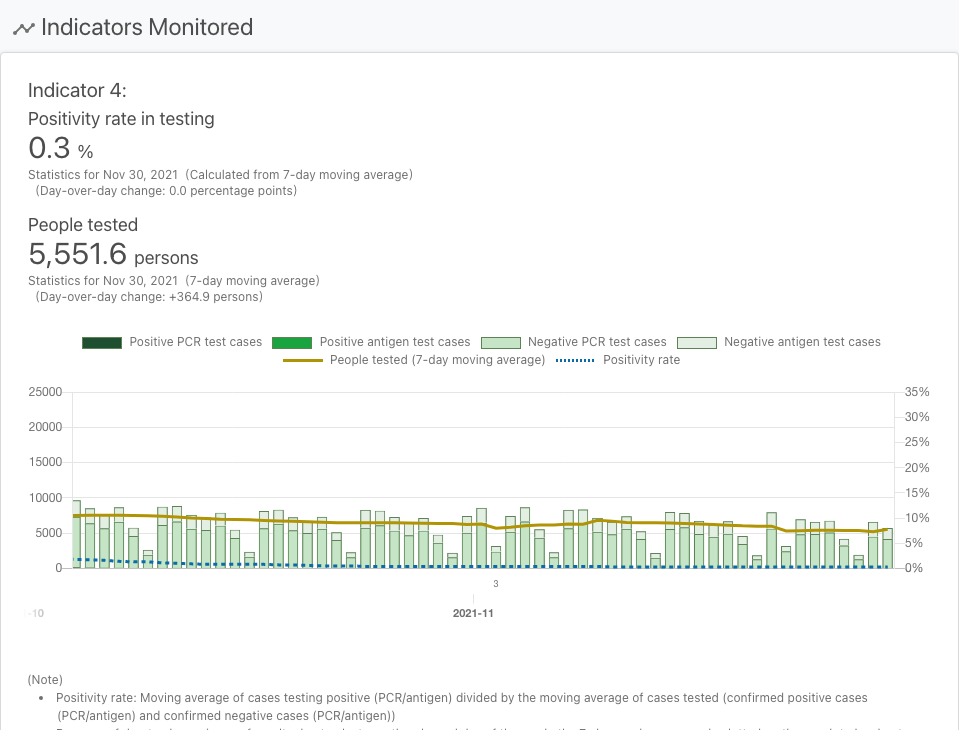 Indicators Monitored
Indicator 4:
Positivity rate in testing
0.3 %
Statistics for Nov 30, 2021 (Calculated from 7-day moving average)
(Day-over-day change: 0.0 percentage points)
People tested
5,551.6 persons
Statistics for Nov 30, 2021 (7-day moving average)
(Day-over-day change: +364.9 persons)
Positive PCR test cases Positive antigen test cases Negative PCR test cases Negative antigen test cases
People tested (7-day moving average) Positivity rate
25000 35%
20000 30%
25%
15000 20%
10000 15%
10%
5000 5%
0 0%
3
-10 2021-11
(Note)
• Positivity rate: Moving average of cases testing positive (PCR/antigen) divided by the moving average of cases tested (confirmed positive cases
(PCR/antigen) and confirmed negative cases (PCR/antigen))